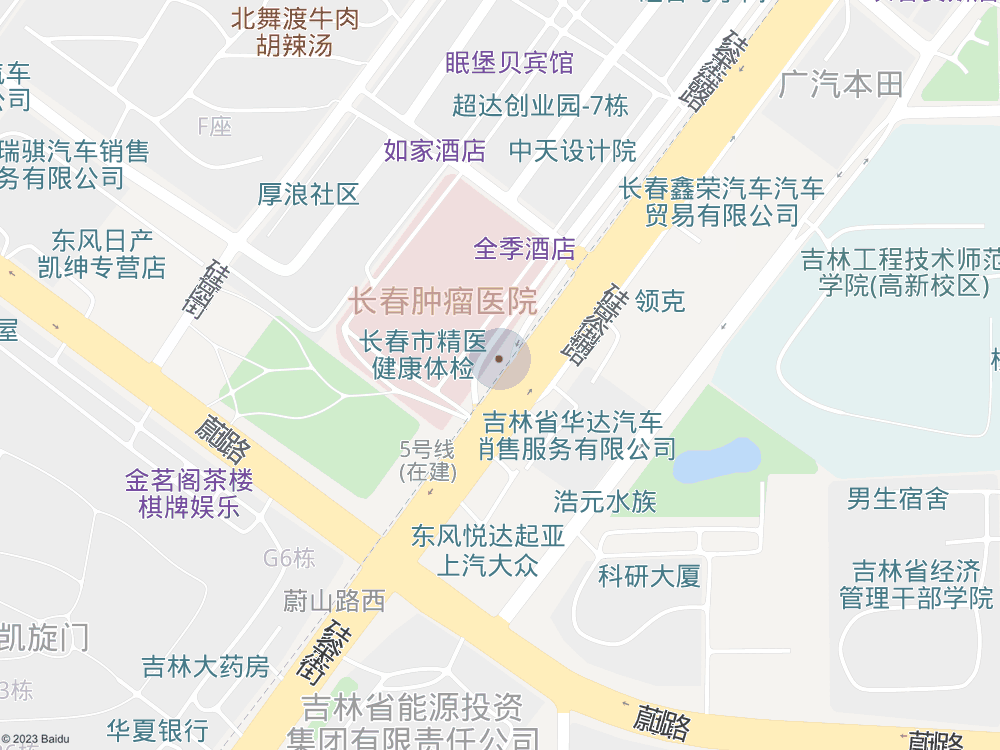 北舞渡牛肉
胡辣汤
眠堡贝宾馆
广汽本田
超达创业园-7栋
汽车
公司
F座
如家酒店
中天设计院
瑞骐汽车销售
务有限公司
长春鑫荣汽车汽车
贸易有限公司
厚浪社区
东风日产
凯绅专营店
全季酒店
吉林工程技术师范
学院(高新校区)
长春肿瘤医院
领克
屋
长春市精医
健康体检
吉林省华达汽车
肖售服务有限公司
蔚山路
5号线
(在建)
金茗阁茶楼
棋牌娱乐
浩元水族
男生宿舍
东风悦达起亚
上汽大众
G6栋
科研大厦
吉林省经济
管理干部学院
蔚山路西
凯旋门
吉林大药房
3栋
吉林省能源投资
集团有限责任公司
华夏银行
蔚山路
蔚山路
© 2023 Baidu